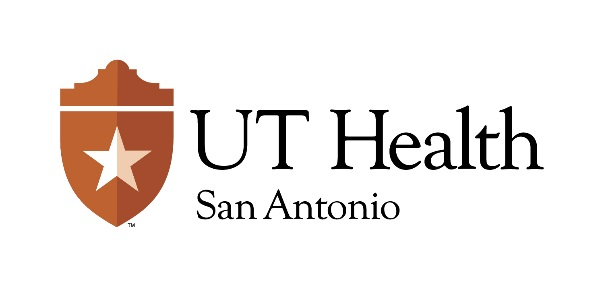 UT Health
San Antonio
™